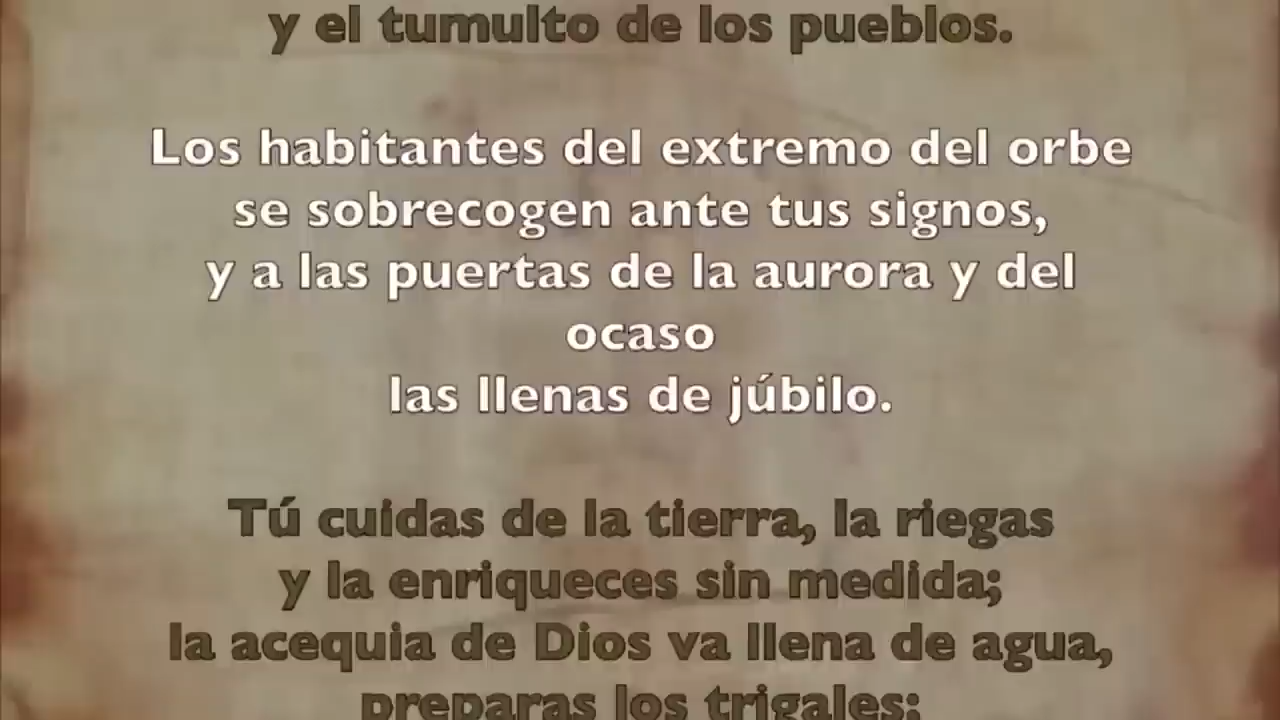 y el tumulto de los pueblos.
Los habitantes del extremo del orbe
se sobrecogen ante tus signos,
y a las puertas de la aurora y del
ocaso
las llenas de júbilo.
Tú cuidas de la tierra, la riegas
y la enriqueces sin medida;
la acequia de Dios va llena de agua,
preparas los trigales;